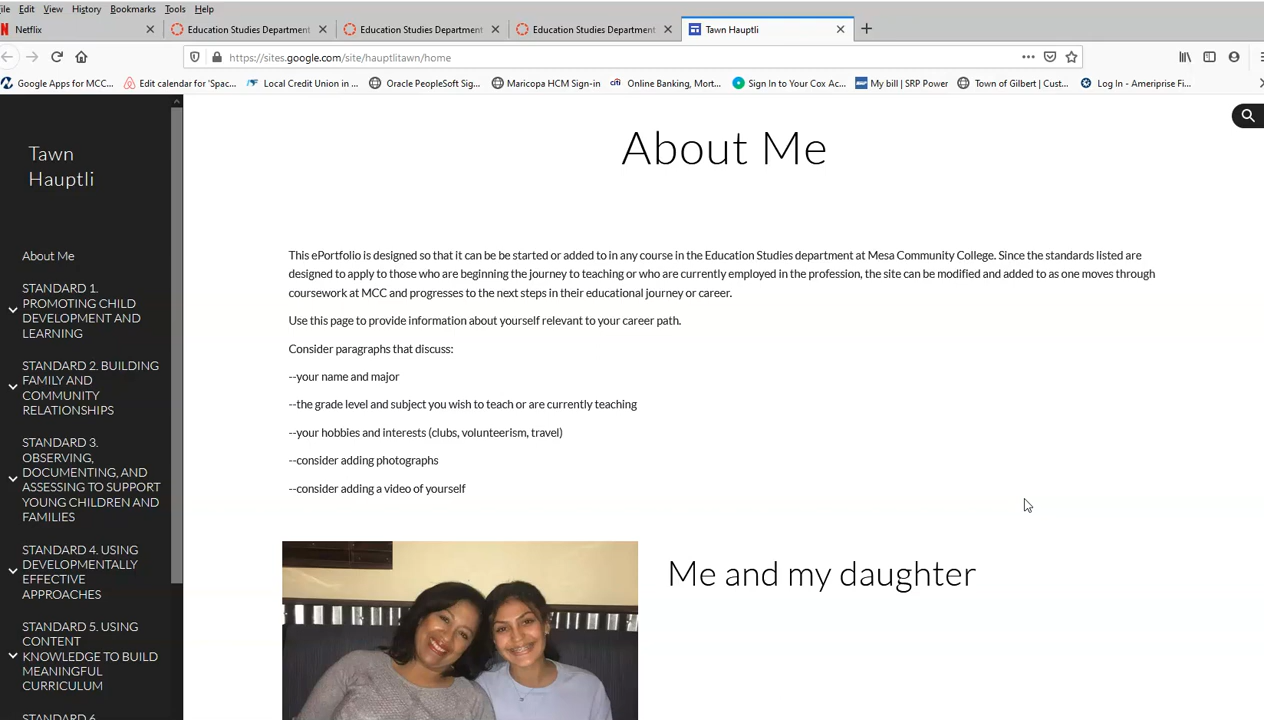 ile Edit View History Bookmarks Tools Help
Netflix
Education Studies Department
Education Studies Department
Education Studies Department
Tawn Hauptli
https://sites.google.com/site/hauptlitawn/home
Google Apps for MCC...
Edit calendar for 'Spac...
Local Credit Union in ...
Oracle PeopleSoft Sig...
Maricopa HCM Sign-in
Online Banking, Mort...
Sign In to Your Cox Ac...
My bill | SRP Power
Town of Gilbert | Cust...
Log In - Ameriprise Fi...
Tawn
Hauptli
About Me
STANDARD 1.
PROMOTING CHILD
DEVELOPMENT AND
LEARNING
STANDARD 2. BUILDING
FAMILY AND
COMMUNITY
RELATIONSHIPS
STANDARD 3.
OBSERVING,
DOCUMENTING, AND
ASSESSING TO SUPPORT
YOUNG CHILDREN AND
FAMILIES
STANDARD 4. USING
DEVELOPMENTALLY
EFFECTIVE
APPROACHES
STANDARD 5. USING
CONTENT
KNOWLEDGE TO BUILD
MEANINGFUL
CURRICULUM
STANDARD 6.
About Me
This ePortfolio is designed so that it can be be started or added to in any course in the Education Studies department at Mesa Community College. Since the standards listed are
designed to apply to those who are beginning the journey to teaching or who are currently employed in the profession, the site can be modified and added to as one moves through
coursework at MCC and progresses to the next steps in their educational journey or career.
Use this page to provide information about yourself relevant to your career path.
Consider paragraphs that discuss:
--your name and major
--the grade level and subject you wish to teach or are currently teaching
--your hobbies and interests (clubs, volunteerism, travel)
--consider adding photographs
--consider adding a video of yourself
Me and my daughter